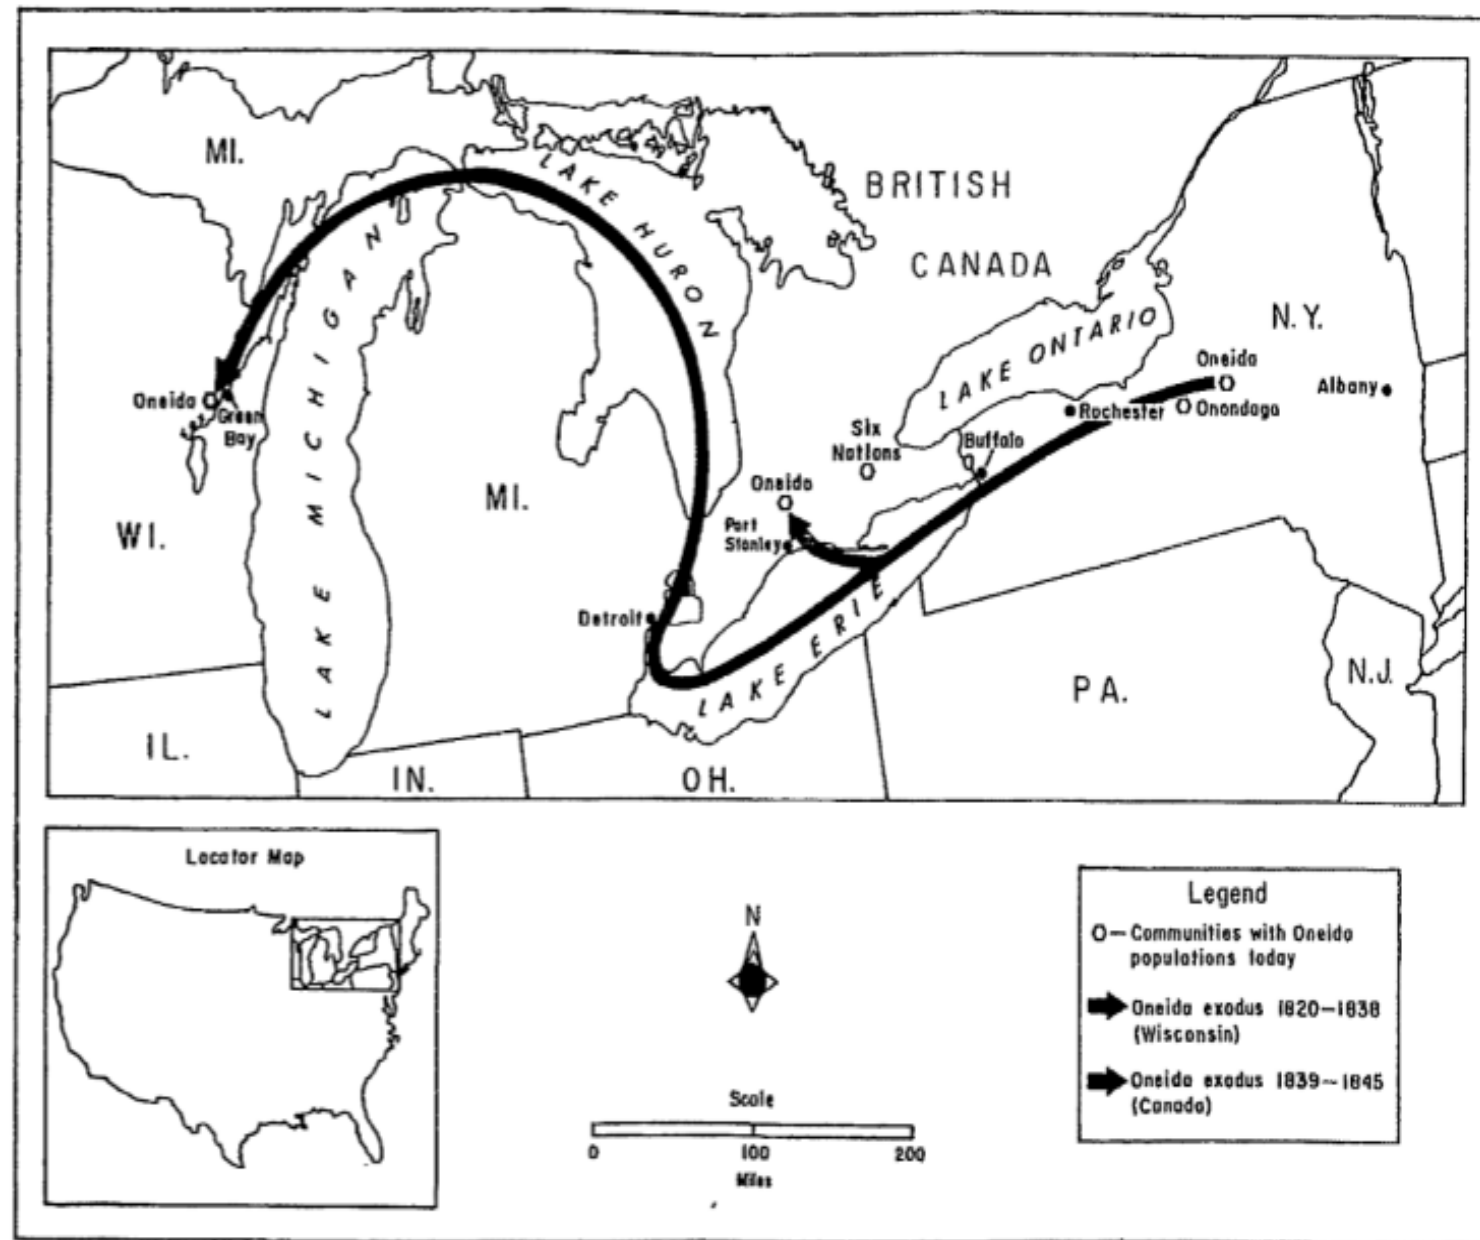 MI.
LAKE HURON
BRITISH
CANADA
LAKE MICHIGAN
LAKE ONTARIO
N.Y.
Oneida
Albany
Rochester
Onondaga
Oneida
Green
Bay
Six
Nations
Buffalo
Oneida
Port
Stanley
MI.
WI.
Detroit
LAKE ERIE
PA.
N.J.
IL.
IN.
OH.
Locator Map
N
Scale
0 100 200
Miles
Legend
Communities with Oneida
populations today
Oneida exodus 1820-1838
(Wisconsin)
Oneida exodus 1839-1845
(Canada)